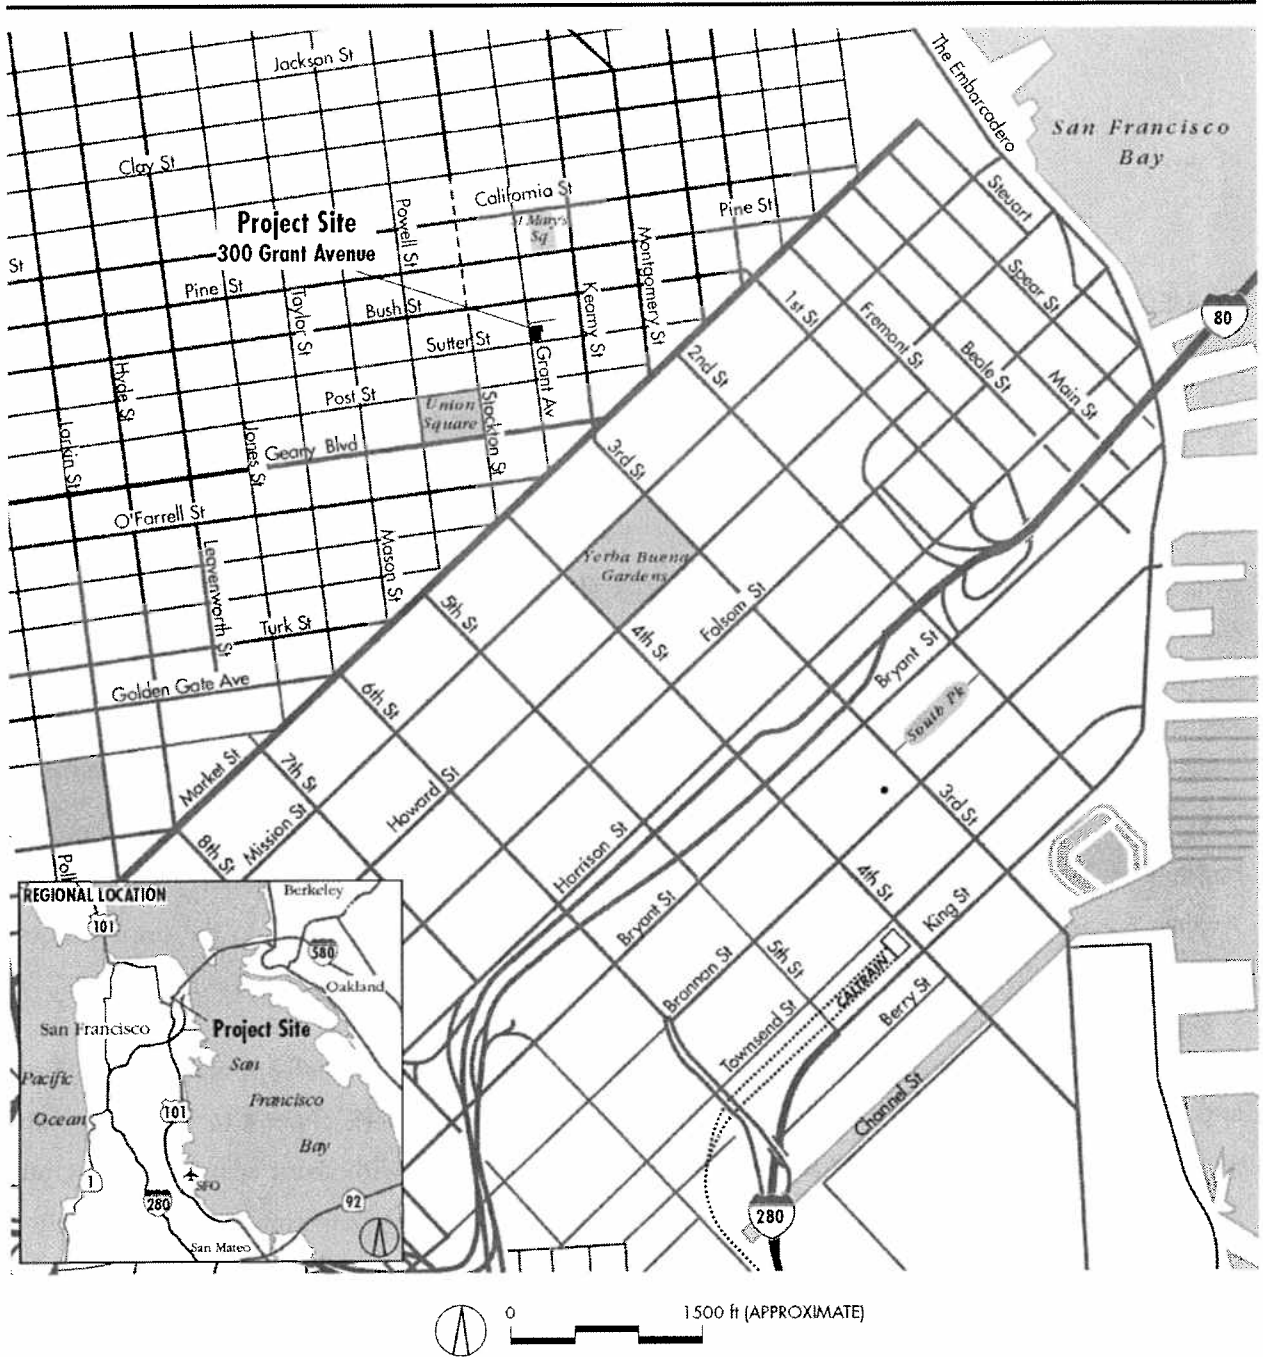 Jackson St
The Embarcadero
San Francisco
Bay
Clay St
California St
Steuart
Project Site
300 Grant Avenue
Powell St
St Mary's
Sq
Pine St
Montgomery St
St
Pine St
Taylor St
Bush St
Kearny St
1st St
Spear St
Fremont St
80
Sutter St
Grant Av
2nd St
Beale St
Main St
Hyde St
Post St
Union
Square
Stockton St
Larkin St
Jones St
Geary Blvd
3rd St
O'Farrell St
Leavenworth St
Mason St
Yerba Buena
Gardens
Turk St
5th St
4th St
Folsom St
Bryant St
Golden Gate Ave
6th St
South Pk
Market St
7th St
Howard St
3rd St
8th St
Mission St
Harrison St
4th St
King St
Bryant St
5th St
Brannan St
CALTRAIN
Townsend St
Berry St
Channel St
280
REGIONAL LOCATION
Berkeley
101
580
Oakland
San Francisco
Project Site
San
Francisco
Bay
Pacific
Ocean
101
1
SFO
280
92
San Mateo
0
1500 ft (APPROXIMATE)